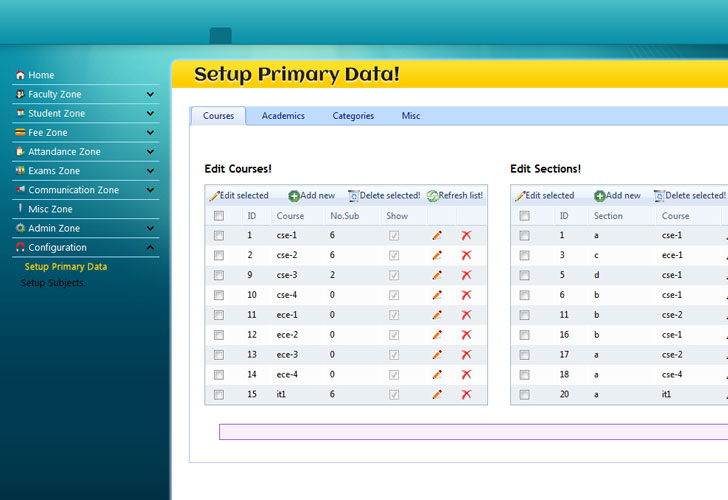 Setup Primary Data!
Home
Faculty Zone
Student Zone
Fee Zone
Attandance Zone
Exams Zone
Communication Zone
Misc Zone
Admin Zone
Configuration
Setup Primary Data
Setup Subjects
Courses Academics Categories Misc
Edit Courses!
Edit selected Add new Delete selected! Refresh list!
ID Course No.Sub Show
1 cse-1 6
2 cse-2 6
9 cse-3 2
10 cse-4 0
11 ece-1 0
12 ece-2 0
13 ece-3 0
14 ece-4 0
15 it1 6
Edit Sections!
Edit selected Add new Delete selected!
ID Section Course
1 a cse-1
3 c ece-1
5 d cse-1
6 b cse-1
11 b cse-2
16 b cse-1
17 a cse-2
18 a cse-4
20 a it1